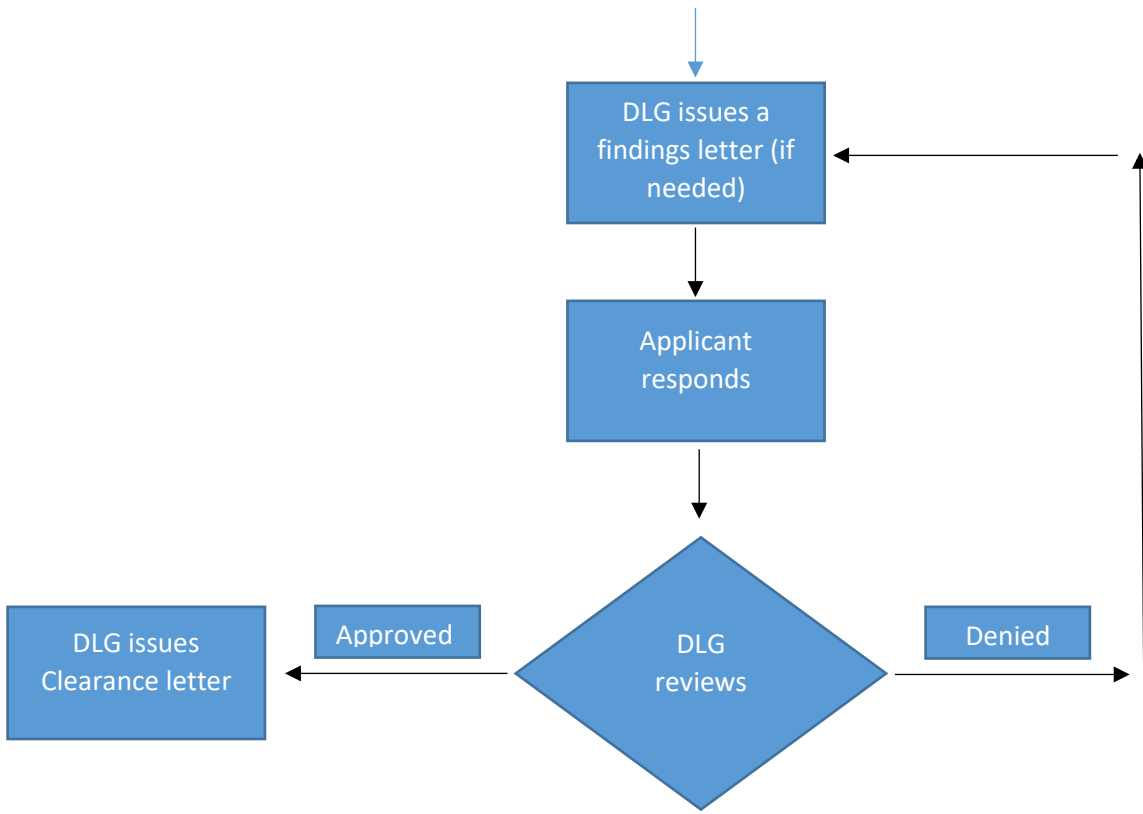 DLG issues a
findings letter (if
needed)
Applicant
responds
DLG issues
Clearance letter
Approved
DLG
reviews
Denied